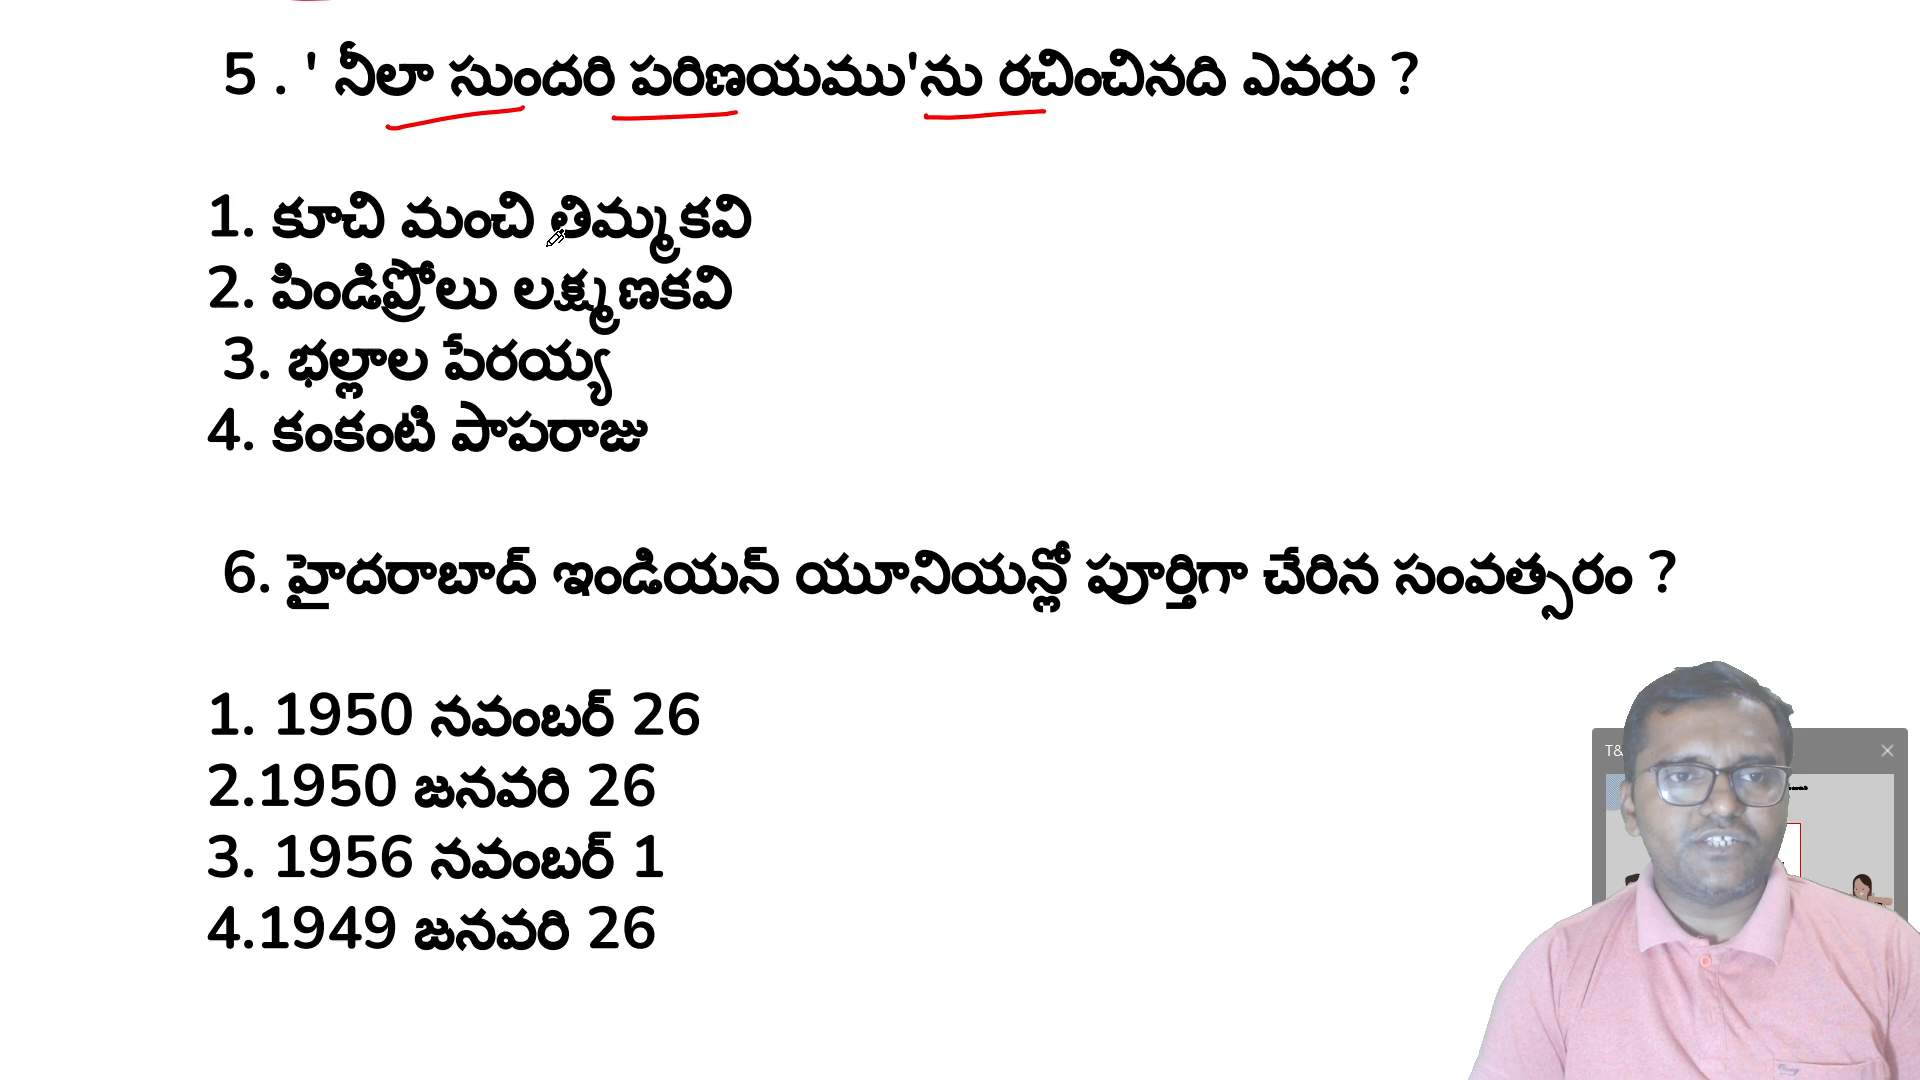 5 . ' నీలా సుందరి పరిణయము'ను రచించినది ఎవరు ?
1. కూచి మంచి తిమ్మకవి
2. పిండిప్రోలు లక్ష్మణకవి
3. భల్లాల పేరయ్య
4. కంకంటి పాపరాజు
6. హైదరాబాద్ ఇండియన్ యూనియన్లో పూర్తిగా చేరిన సంవత్సరం ?
1. 1950 నవంబర్ 26
2.1950 జనవరి 26
3. 1956 నవంబర్ 1
4.1949 జనవరి 26
T&